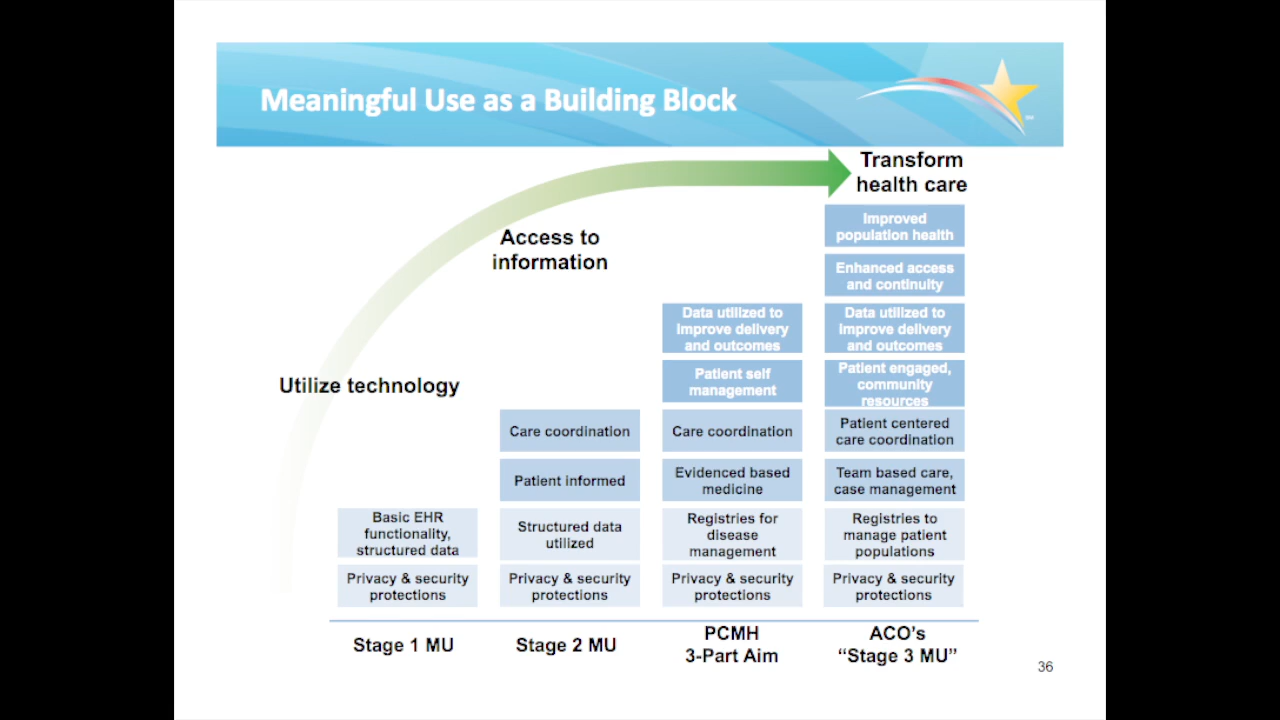 Meaningful Use as a Building Block
Transform
health care
Access to
information
Utilize technology
Basic EHR
functionality,
structured data
Privacy & security
protections
Stage 1 MU
Care coordination
Patient informed
Structured data
utilized
Privacy & security
protections
Stage 2 MU
Data utilized to
improve delivery
and outcomes
Patient self
management
Care coordination
Evidenced based
medicine
Registries for
disease
management
Privacy & security
protections
PCMH
3-Part Aim
Improved
population health
Enhanced access
and continuity
Data utilized to
improve delivery
and outcomes
Patient engaged,
community
resources
Patient centered
care coordination
Team based care,
case management
Registries to
manage patient
populations
Privacy & security
protections
ACO's
“Stage 3 MU”
36